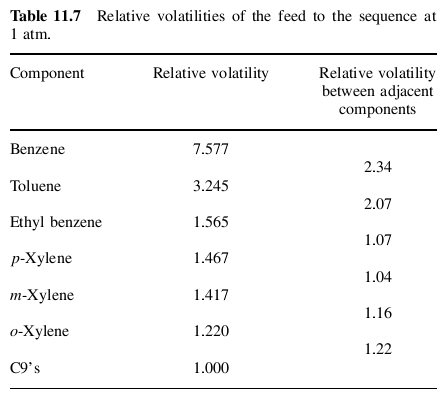 Table 11.7 Relative volatilities of the feed to the sequence at
1 atm.
Component Relative volatility Relative volatility
between adjacent
components
Benzene 7.577
2.34
Toluene 3.245
2.07
Ethyl benzene 1.565
1.07
p-Xylene 1.467
1.04
m-Xylene 1.417
1.16
o-Xylene 1.220
1.22
C9's 1.000